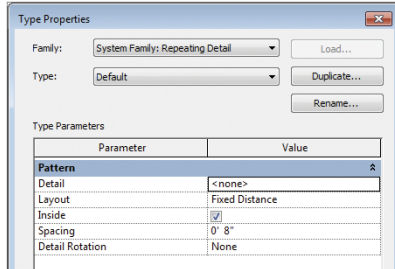 Type Properties
Family: System Family: Repeating Detail Load...
Type: Default Duplicate...
Rename...
Type Parameters
Parameter Value
Pattern
Detail <none>
Layout Fixed Distance
Inside
Spacing 0' 8"
Detail Rotation None